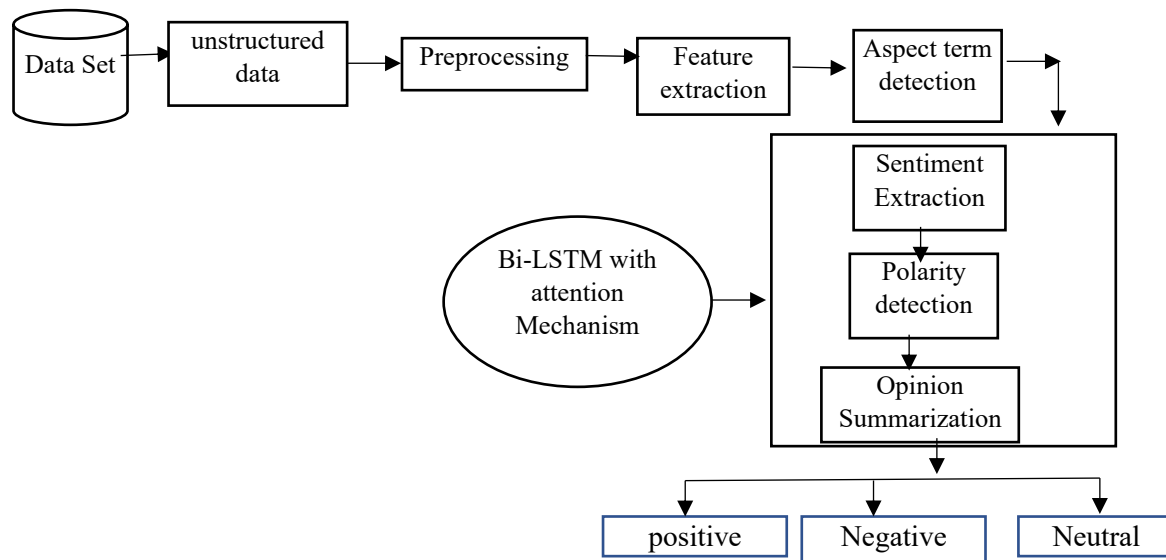 Data Set
unstructured
data
Preprocessing
Feature
extraction
Aspect term
detection
Sentiment
Extraction
Bi-LSTM with
attention
Mechanism
Polarity
detection
Opinion
Summarization
positive
Negative
Neutral